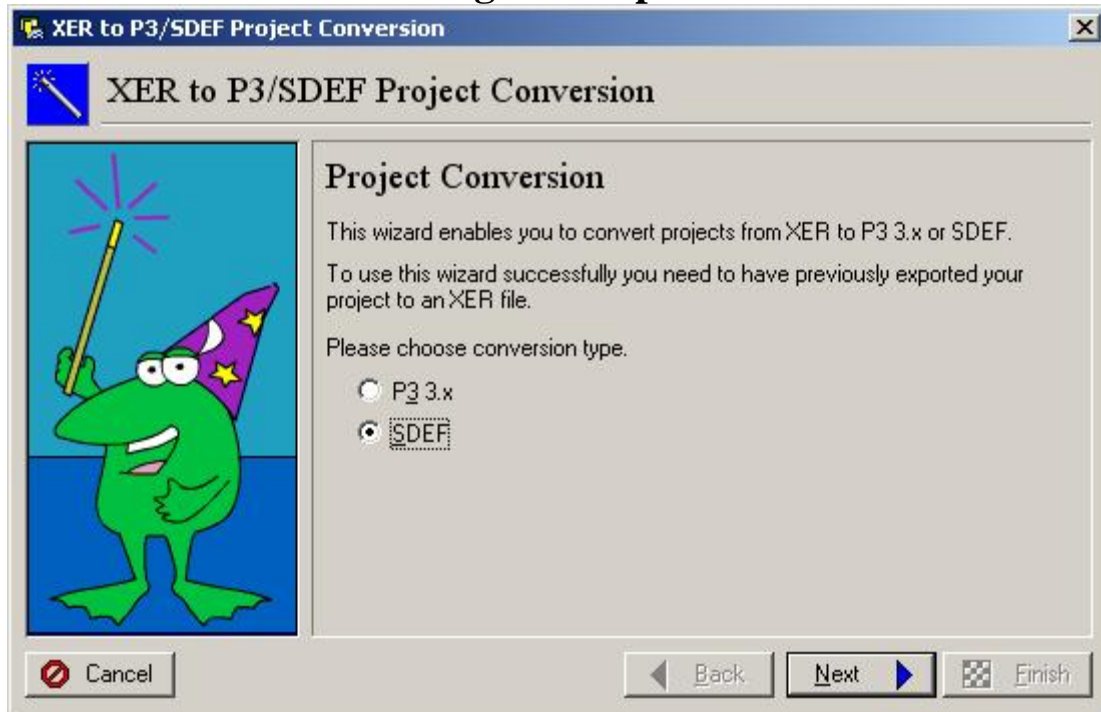 XER to P3/SDEF Project Conversion
XER to P3/SDEF Project Conversion
Project Conversion
This wizard enables you to convert projects from XER to P3 3.x or SDEF.
To use this wizard successfully you need to have previously exported your
project to an XER file.
Please choose conversion type.
P3 3.x
SDEF
Cancel
Back
Next
Finish